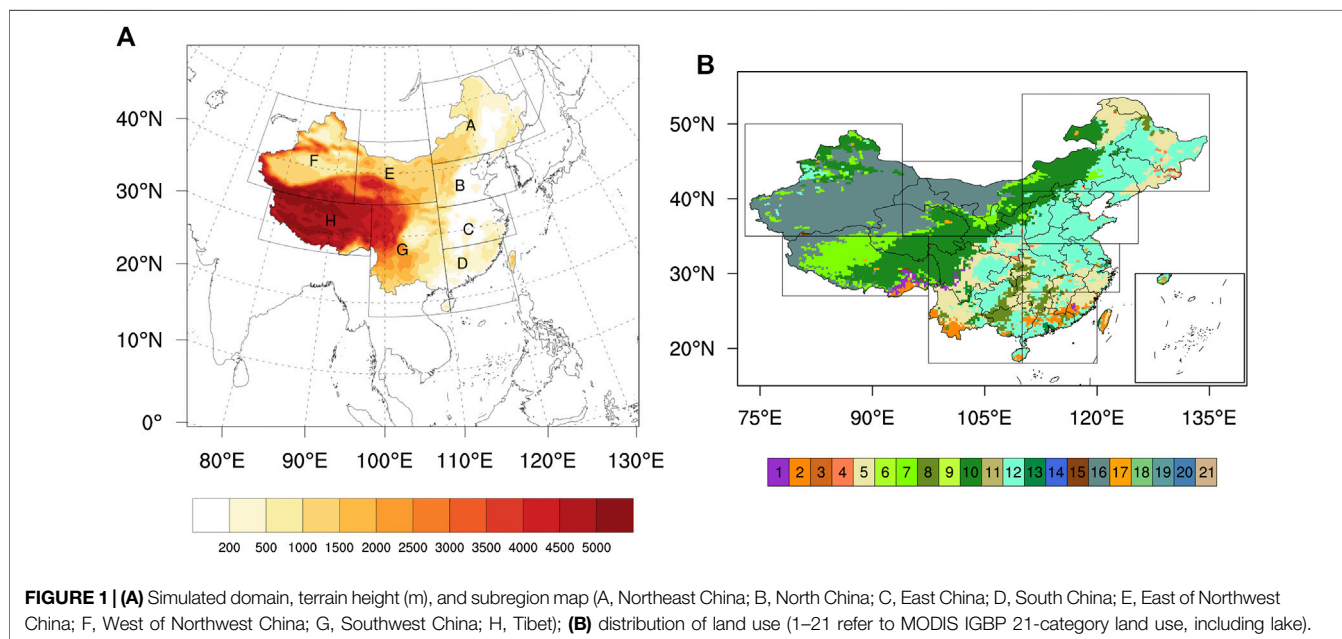 A
B
40°N
30°N
20°N
10°N
0°
A
F
E
B
H
C
G
D
80°E 90°E 100°E 110°E 120°E 130°E
200 500 1000 1500 2000 2500 3000 3500 4000 4500 5000
50°N
40°N
30°N
20°N
75°E 90°E 105°E 120°E 135°E
1 2 3 4 5 6 7 8 9 10 11 12 13 14 15 16 17 18 19 20 21
FIGURE 1 | (A) Simulated domain, terrain height (m), and subregion map (A, Northeast China; B, North China; C, East China; D, South China; E, East of Northwest
China; F, West of Northwest China; G, Southwest China; H, Tibet); (B) distribution of land use (1–21 refer to MODIS IGBP 21-category land use, including lake).